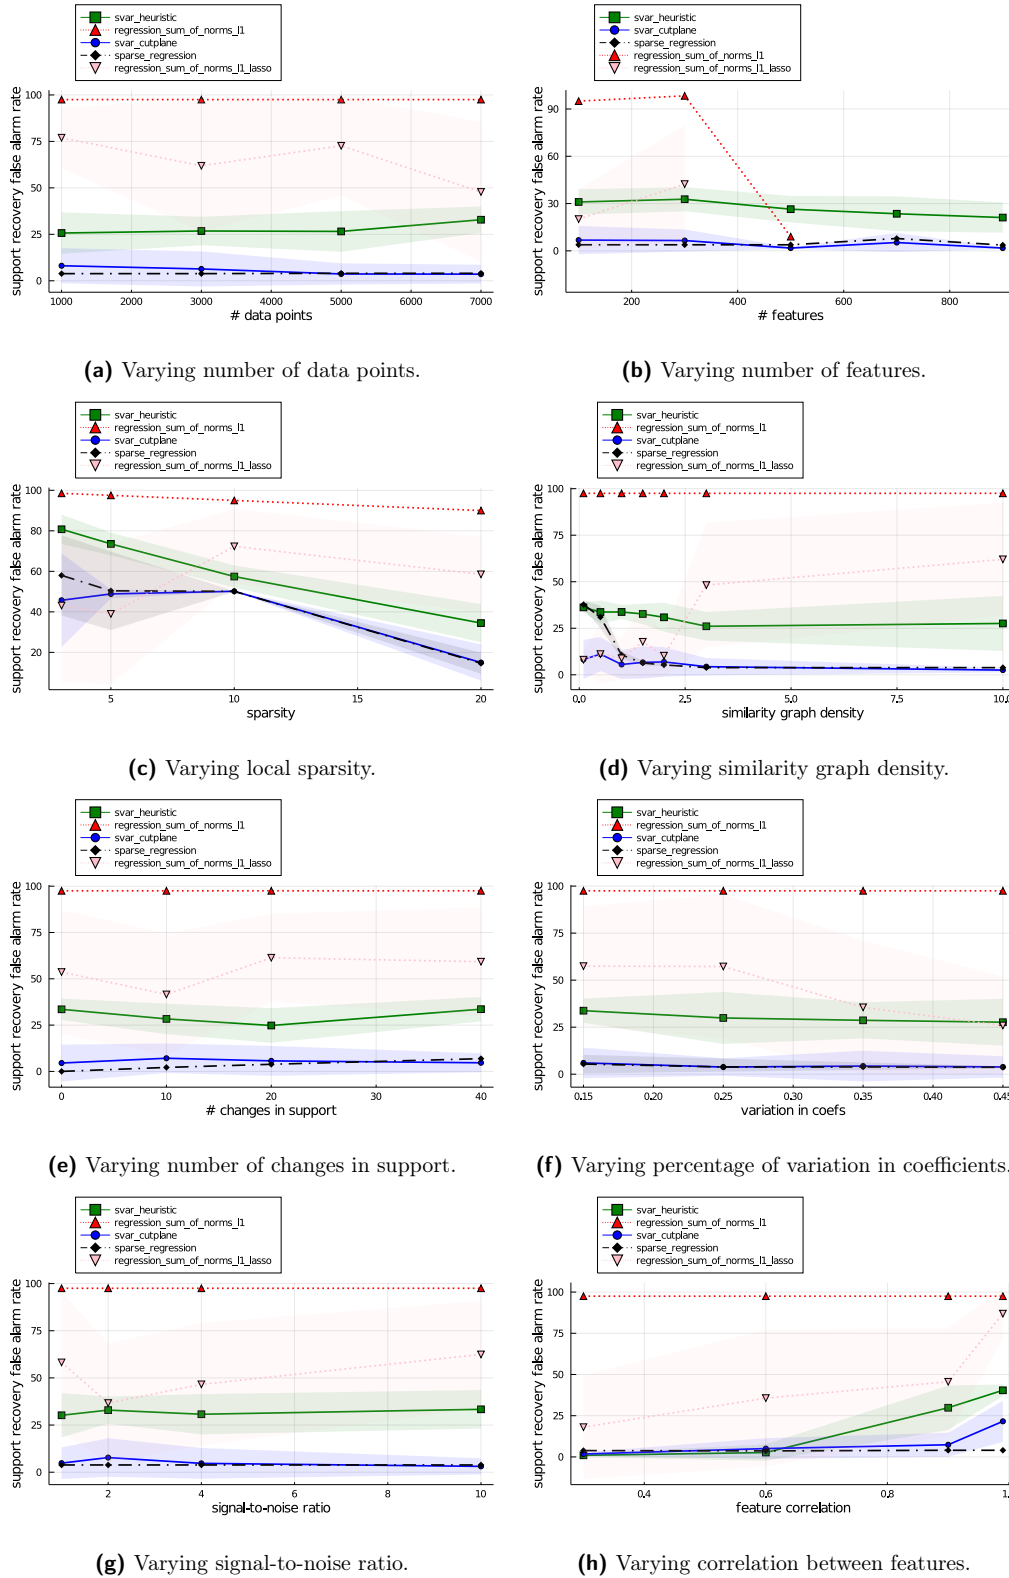 svar_heuristic
regression_sum_of_norms_l1
svar_cutplane
sparse_regression
regression_sum_of_norms_l1_lasso
support recovery false alarm rate
100
75
50
25
0
1000 2000 3000 4000 5000 6000 7000
# data points
(a) Varying number of data points.
svar_heuristic
svar_cutplane
sparse_regression
regression_sum_of_norms_l1
regression_sum_of_norms_l1_lasso
support recovery false alarm rate
90
60
30
0
200 400 600 800
# features
(b) Varying number of features.
svar_heuristic
regression_sum_of_norms_l1
svar_cutplane
sparse_regression
regression_sum_of_norms_l1_lasso
support recovery false alarm rate
100
80
60
40
20
5 10 15 20
sparsity
(c) Varying local sparsity.
svar_heuristic
regression_sum_of_norms_l1
svar_cutplane
sparse_regression
regression_sum_of_norms_l1_lasso
support recovery false alarm rate
100
75
50
25
0
0.0 2.5 5.0 7.5 10.0
similarity graph density
(d) Varying similarity graph density.
svar_heuristic
regression_sum_of_norms_l1
svar_cutplane
sparse_regression
regression_sum_of_norms_l1_lasso
support recovery false alarm rate
100
75
50
25
0
0 10 20 30 40
# changes in support
(e) Varying number of changes in support.
svar_heuristic
regression_sum_of_norms_l1
svar_cutplane
sparse_regression
regression_sum_of_norms_l1_lasso
support recovery false alarm rate
100
75
50
25
0
0.15 0.20 0.25 0.30 0.35 0.40 0.45
variation in coefs
(f) Varying percentage of variation in coefficients.
svar_heuristic
regression_sum_of_norms_l1
svar_cutplane
sparse_regression
regression_sum_of_norms_l1_lasso
support recovery false alarm rate
100
75
50
25
0
2 4 6 8 10
signal-to-noise ratio
(g) Varying signal-to-noise ratio.
svar_heuristic
regression_sum_of_norms_l1
svar_cutplane
sparse_regression
regression_sum_of_norms_l1_lasso
support recovery false alarm rate
100
75
50
25
0
0.4 0.6 0.8 1.
feature correlation
(h) Varying correlation between features.